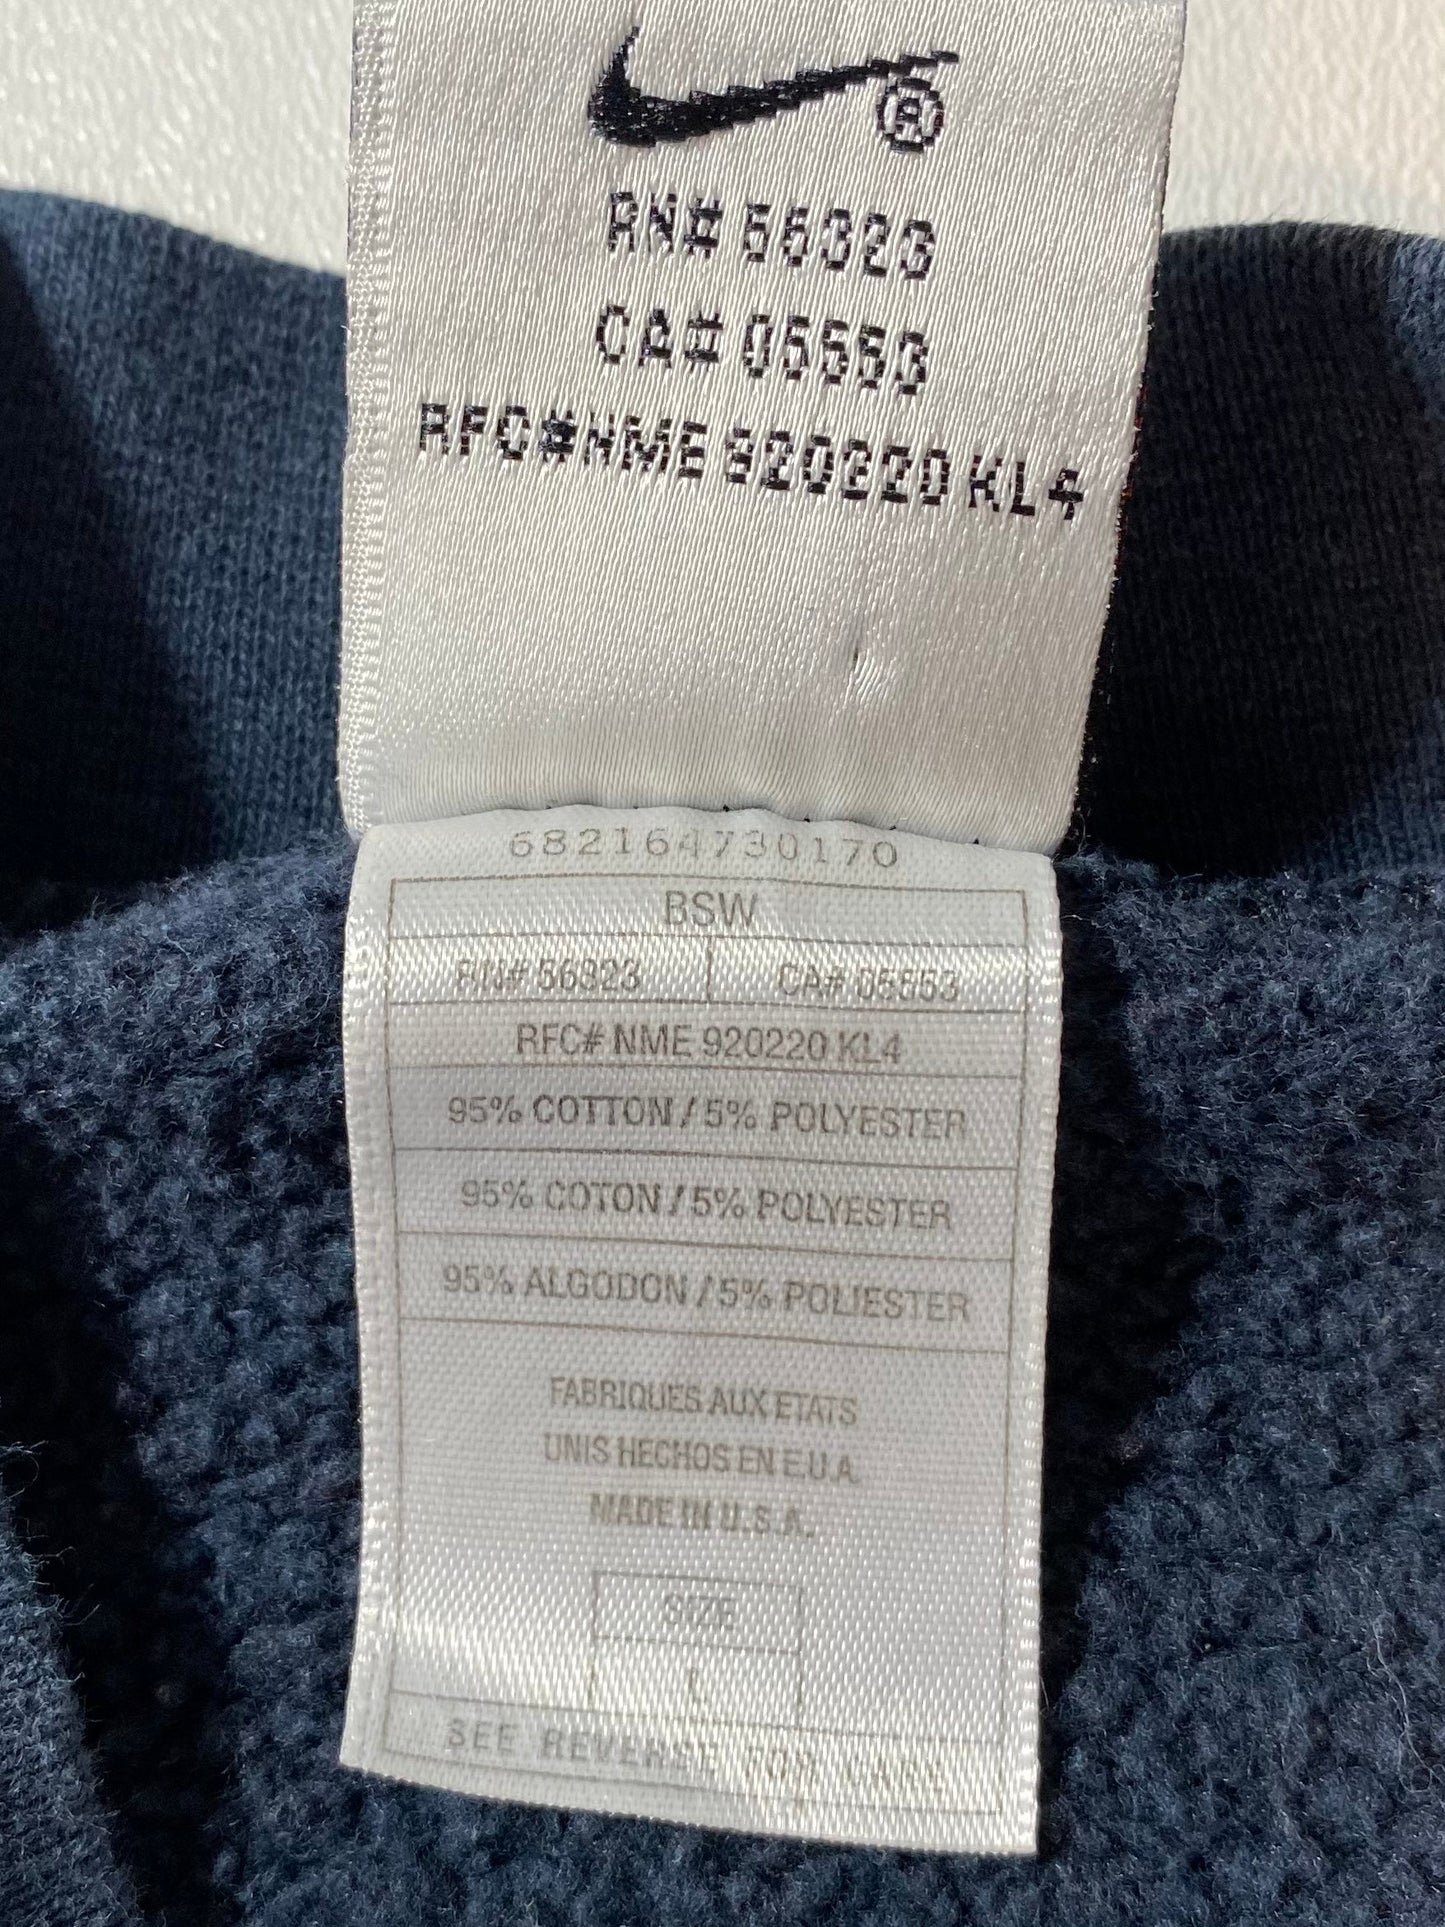 ®
RN# 56323
CA# 05553
RFC#NME 920220 KL4
682164730170
BSW
RN# 56323 CA# 05553
RFC# NME 920220 KL4
95% COTTON / 5% POLYESTER
95% COTON / 5% POLYESTER
95% ALGODON / 5% POLIESTER
FABRIQUES AUX ETATS
UNIS HECHOS EN E.U.A.
MADE IN U.S.A.
SIZE
L
SEE REVERSE FOR CARE